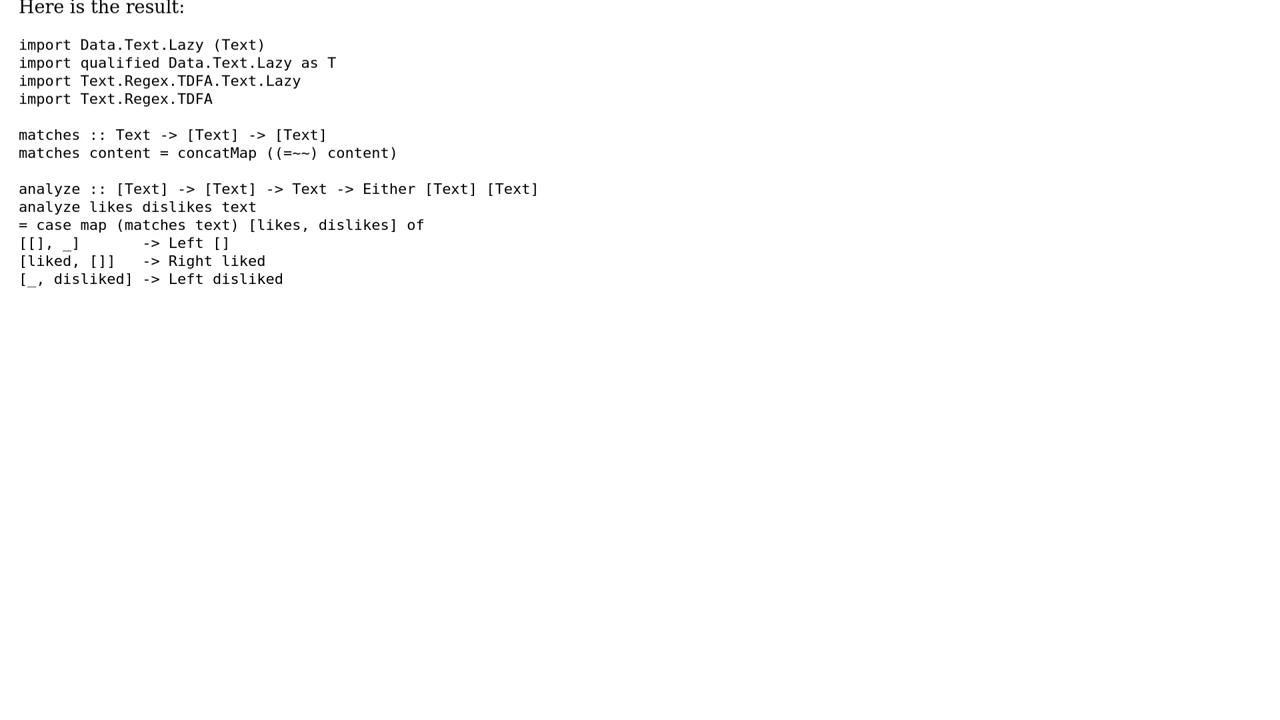 Here is the result:
import Data.Text.Lazy (Text)
import qualified Data.Text.Lazy as T
import Text.Regex.TDFA.Text.Lazy
import Text.Regex.TDFA
matches :: Text -> [Text] -> [Text]
matches content = concatMap ((=~~) content)
analyze :: [Text] -> [Text] -> Text -> Either [Text] [Text]
analyze likes dislikes text
= case map (matches text) [likes, dislikes] of
[[], _]       -> Left []
[liked, []]   -> Right liked
[_, disliked] -> Left disliked